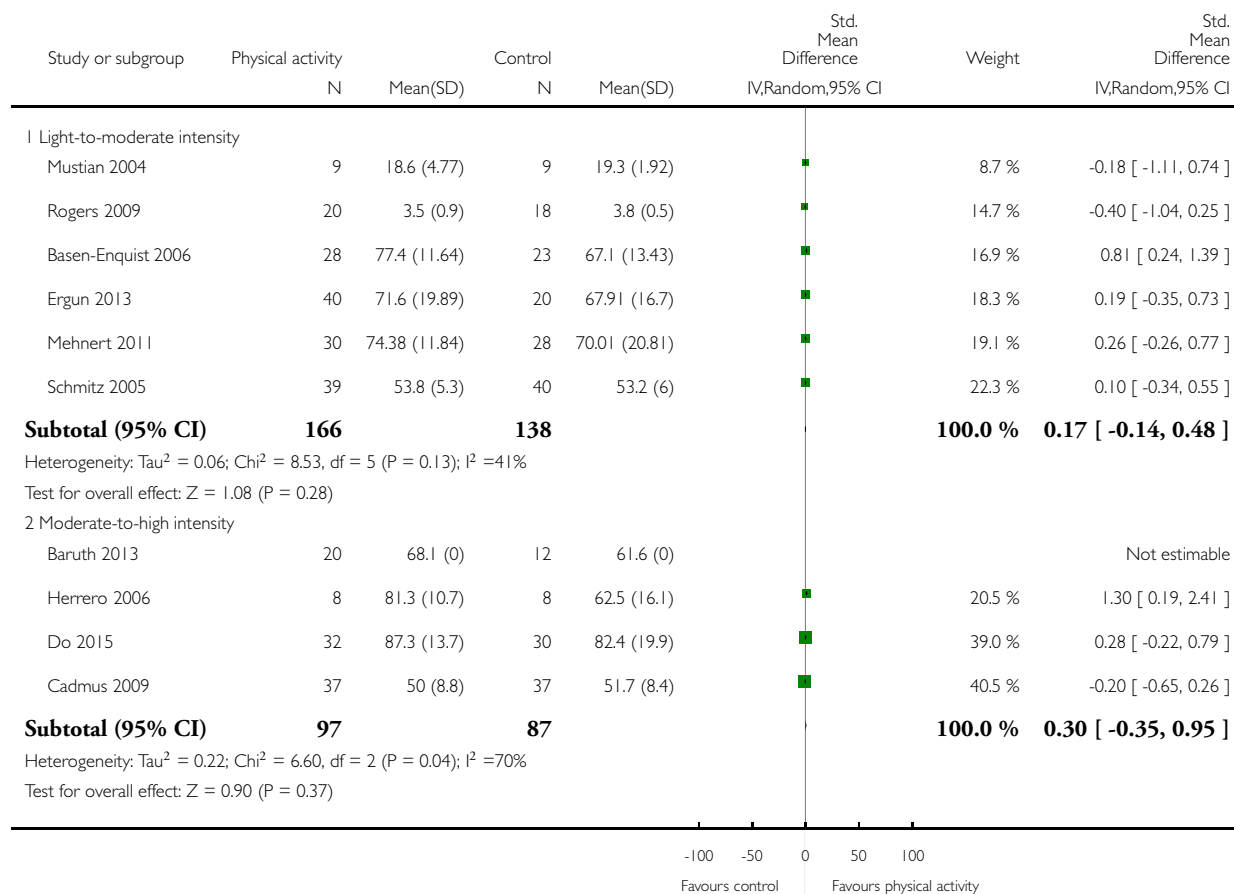 Study or subgroup Physical activity Control Std. Mean Difference Weight Std. Mean Difference
N Mean(SD) N Mean(SD) IV,Random,95% CI IV,Random,95% CI
1 Light-to-moderate intensity
Mustian 2004 9 18.6 (4.77) 9 19.3 (1.92) 8.7 % -0.18 [ -1.11, 0.74 ]
Rogers 2009 20 3.5 (0.9) 18 3.8 (0.5) 14.7 % -0.40 [ -1.04, 0.25 ]
Basen-Enquist 2006 28 77.4 (11.64) 23 67.1 (13.43) 16.9 % 0.81 [ 0.24, 1.39 ]
Ergun 2013 40 71.6 (19.89) 20 67.91 (16.7) 18.3 % 0.19 [ -0.35, 0.73 ]
Mehnert 2011 30 74.38 (11.84) 28 70.01 (20.81) 19.1 % 0.26 [ -0.26, 0.77 ]
Schmitz 2005 39 53.8 (5.3) 40 53.2 (6) 22.3 % 0.10 [ -0.34, 0.55 ]
Subtotal (95% CI) 166 138 100.0 % 0.17 [ -0.14, 0.48 ]
Heterogeneity: Tau² = 0.06; Chi² = 8.53, df = 5 (P = 0.13); I² =41%
Test for overall effect: Z = 1.08 (P = 0.28)
2 Moderate-to-high intensity
Baruth 2013 20 68.1 (0) 12 61.6 (0) Not estimable
Herrero 2006 8 81.3 (10.7) 8 62.5 (16.1) 20.5 % 1.30 [ 0.19, 2.41 ]
Do 2015 32 87.3 (13.7) 30 82.4 (19.9) 39.0 % 0.28 [ -0.22, 0.79 ]
Cadmus 2009 37 50 (8.8) 37 51.7 (8.4) 40.5 % -0.20 [ -0.65, 0.26 ]
Subtotal (95% CI) 97 87 100.0 % 0.30 [ -0.35, 0.95 ]
Heterogeneity: Tau² = 0.22; Chi² = 6.60, df = 2 (P = 0.04); I² =70%
Test for overall effect: Z = 0.90 (P = 0.37)
-100 -50 0 50 100
Favours control Favours physical activity